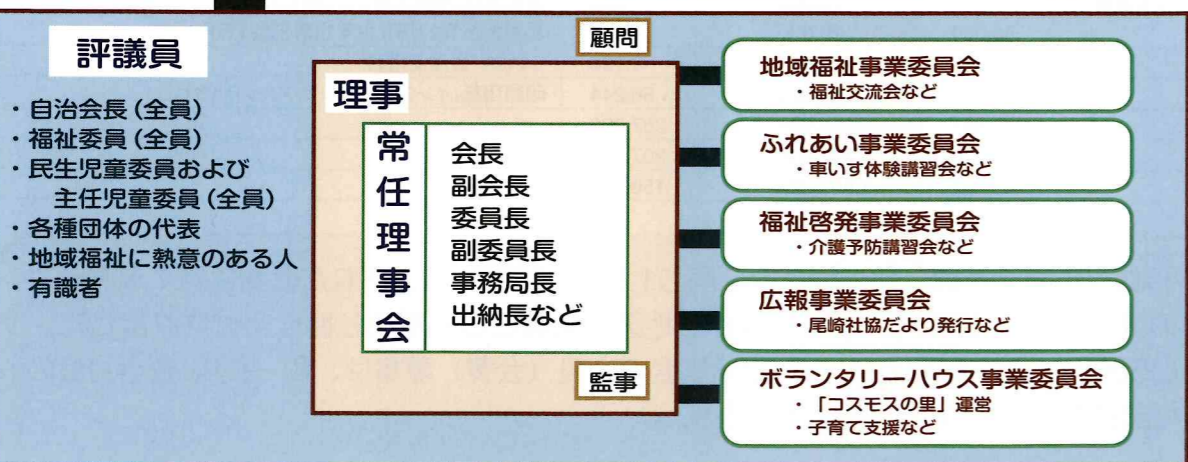 評議員
・自治会長(全員)
・福祉委員(全員)
・民生児童委員および
主任児童委員(全員)
・各種団体の代表
・地域福祉に熱意のある人
・有識者
顧問
理事
常任理事会
会長
副会長
委員長
副委員長
事務局長
出納長など
監事
地域福祉事業委員会
・福祉交流会など
ふれあい事業委員会
・車いす体験講習会など
福祉啓発事業委員会
・介護予防講習会など
広報事業委員会
・尾崎社協だより発行など
ボランタリーハウス事業委員会
・「コスモスの里」運営
・子育て支援など